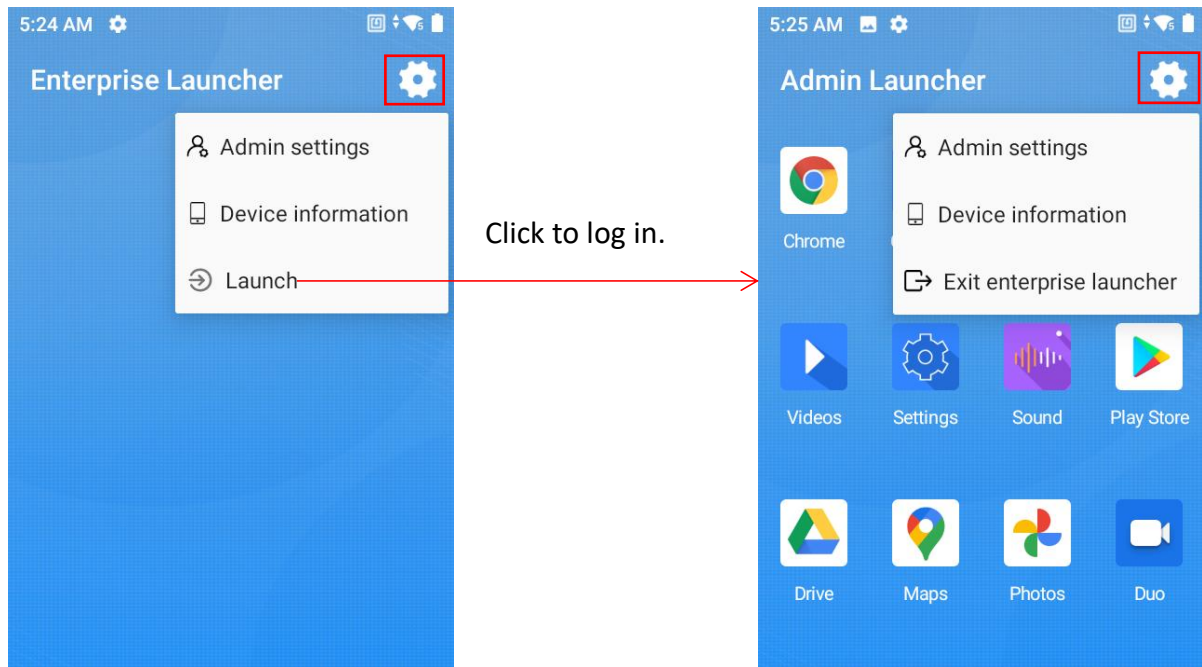 5:24 AM
Enterprise Launcher
Admin settings
Device information
Launch
Click to log in.
5:25 AM
Admin Launcher
Admin settings
Device information
Exit enterprise launcher
Chrome
Videos Settings Sound Play Store
Drive Maps Photos Duo